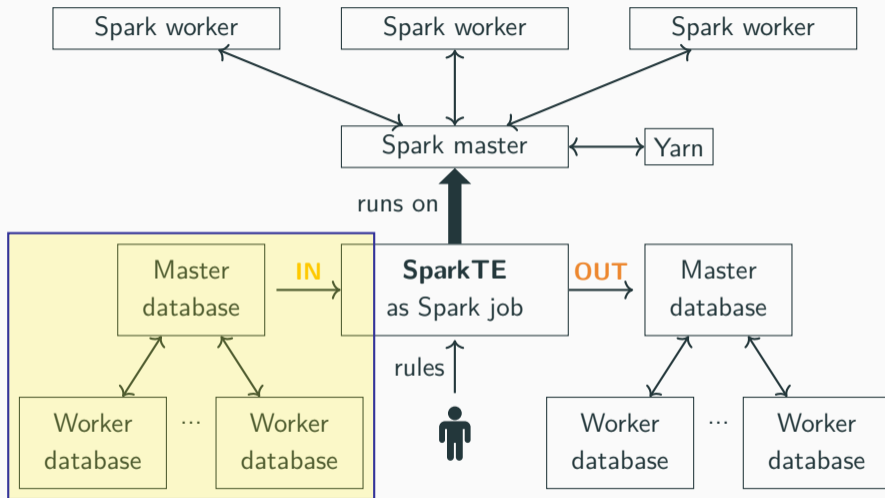 Spark worker
Spark worker
Spark worker
Spark master
Yarn
runs on
Master
database
IN
SparkTE
as Spark job
OUT
Master
database
rules
Worker
database
...
Worker
database
Worker
database
...
Worker
database